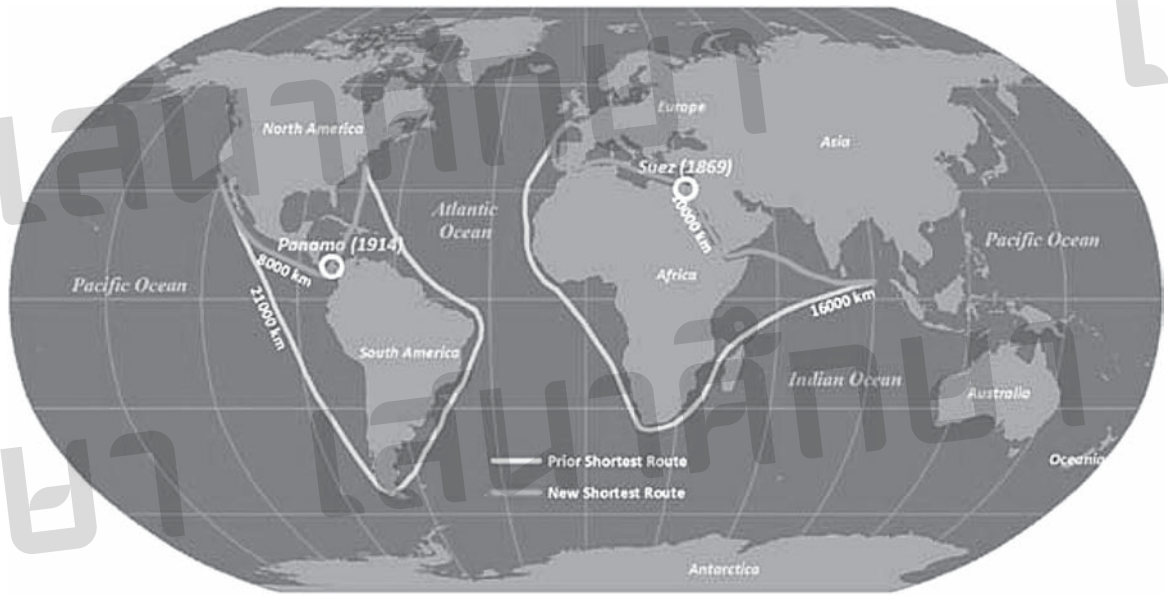 North America
Europe
Asia
Suez (1869)
Atlantic
Ocean
Panama (1914)
8000 km
21000 km
Pacific Ocean
Pacific Ocean
Africa
16000 km
South America
Indian Ocean
Australia
Prior Shortest Route
New Shortest Route
Oceania
Antarctica